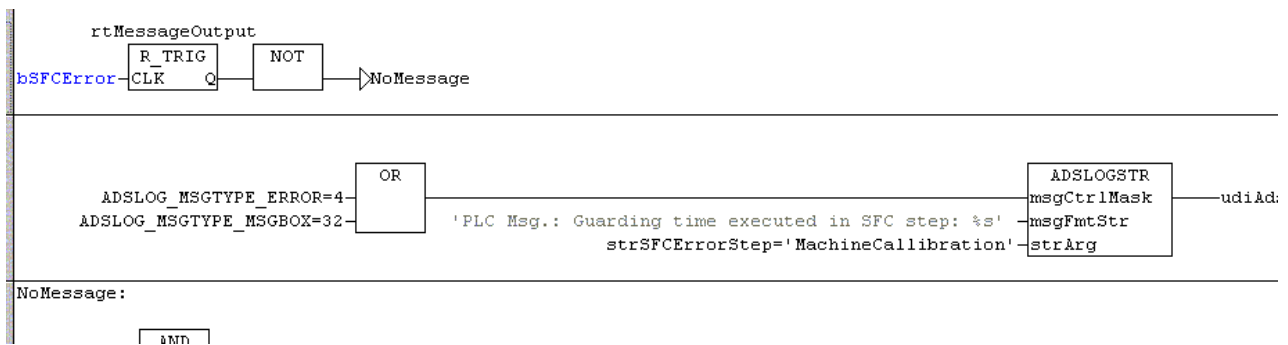 rtMessageOutput
R_TRIG NOT
bSFCError CLK Q NoMessage
OR ADSLOGSTR
ADSLOG_MSGTYPE_ERROR=4 msgCtrlMask udiAds
ADSLOG_MSGTYPE_MSGBOX=32 'PLC Msg.: Guarding time executed in SFC step: %s' msgFmtStr
strSFCErrorStep='MachineCallibration' strArg
NoMessage:
AND